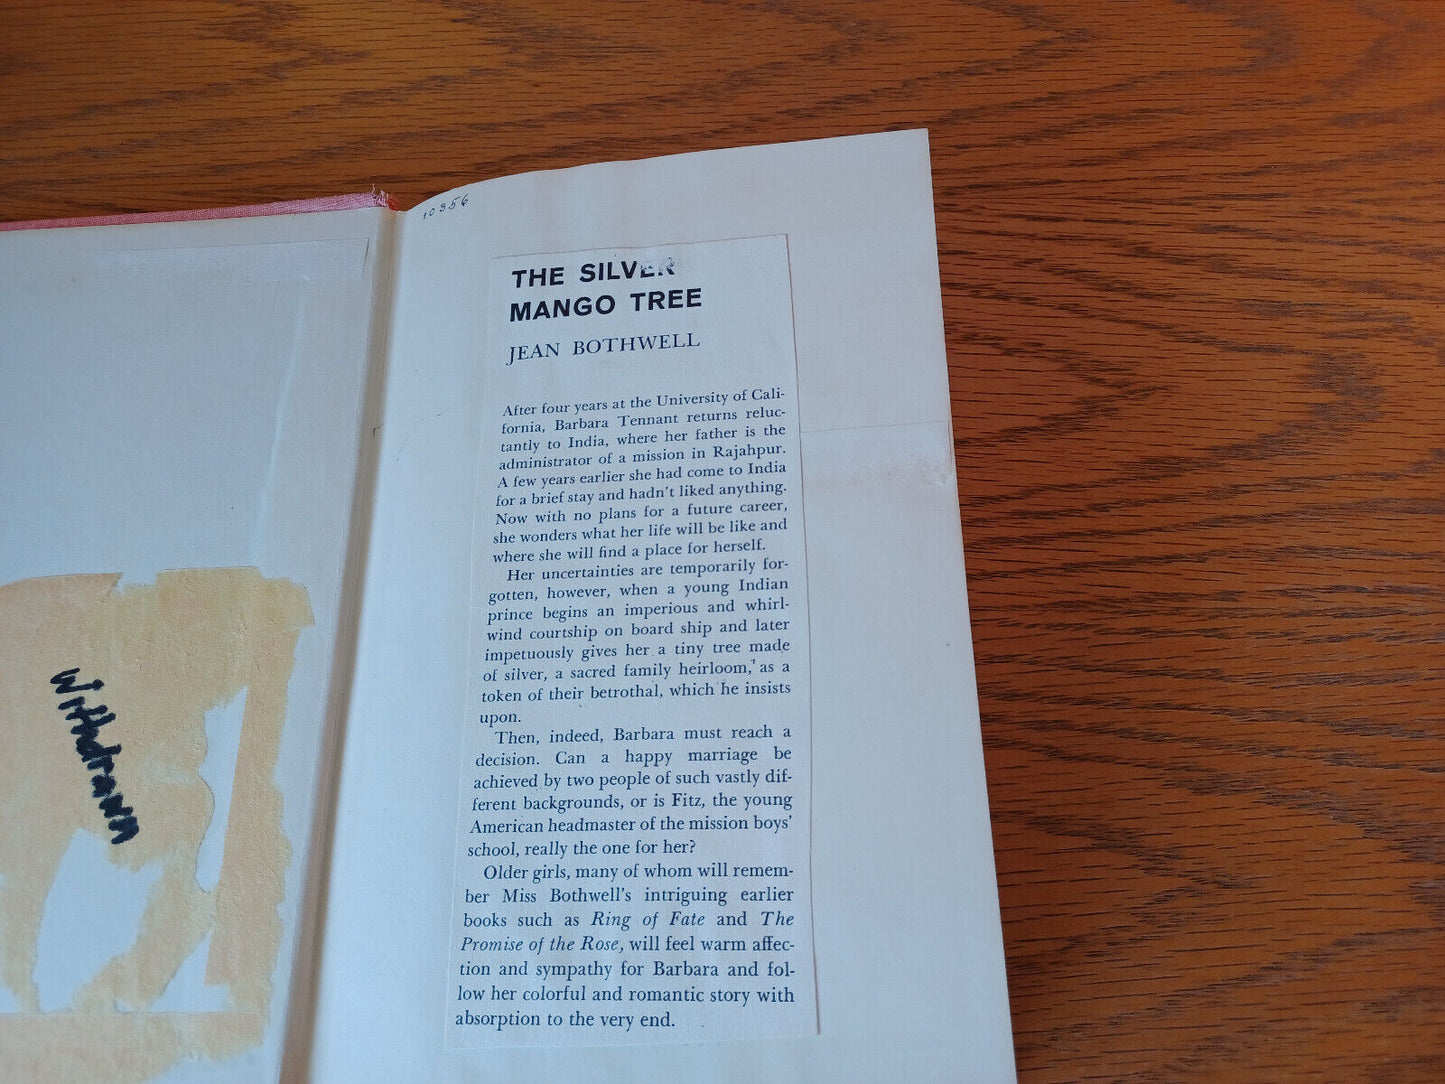 Withdrawn
10356
THE SILVER
MANGO TREE
JEAN BOTHWELL
After four years at the University of Cali-
fornia, Barbara Tennant returns reluc-
tantly to India, where her father is the
administrator of a mission in Rajahpur.
A few years earlier she had come to India
for a brief stay and hadn't liked anything.
Now with no plans for a future career,
she wonders what her life will be like and
where she will find a place for herself.
Her uncertainties are temporarily for-
gotten, however, when a young Indian
prince begins an imperious and whirl-
wind courtship on board ship and later
impetuously gives her a tiny tree made
of silver, a sacred family heirloom, as a
token of their betrothal, which he insists
upon.
Then, indeed, Barbara must reach a
decision. Can a happy marriage be
achieved by two people of such vastly dif-
ferent backgrounds, or is Fitz, the young
American headmaster of the mission boys'
school, really the one for her?
Older girls, many of whom will remem-
ber Miss Bothwell's intriguing earlier
books such as Ring of Fate and The
Promise of the Rose, will feel warm affec-
tion and sympathy for Barbara and fol-
low her colorful and romantic story with
absorption to the very end.